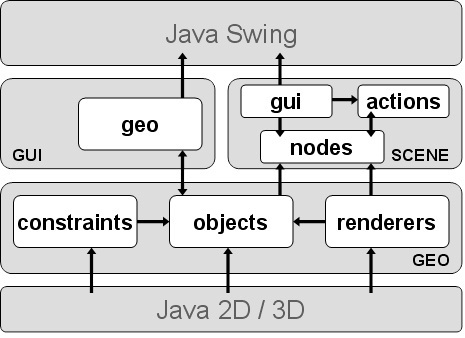 Java Swing
gui
actions
geo
nodes
GUI
SCENE
constraints
objects
renderers
GEO
Java 2D / 3D